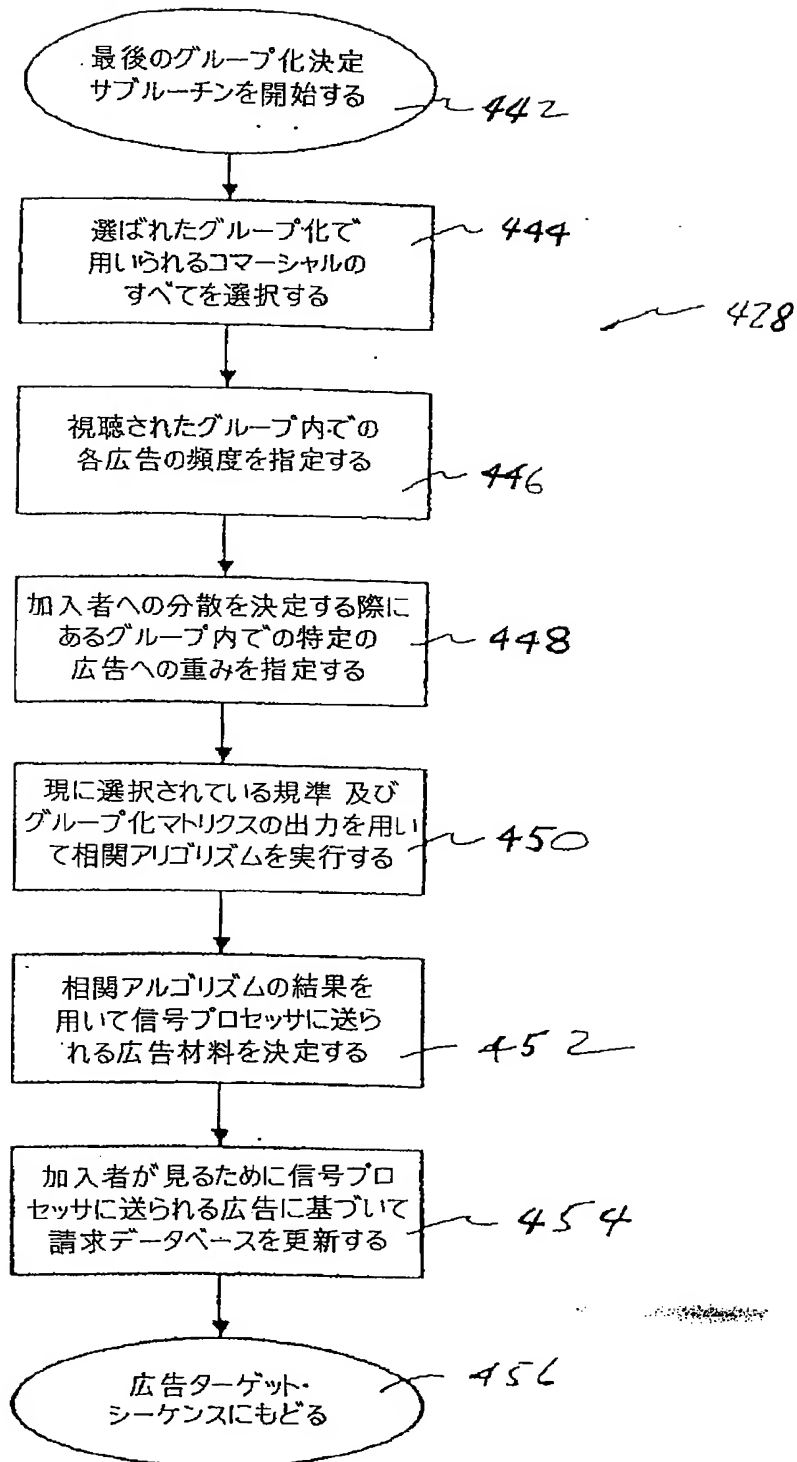 最後のグループ化決定
サブルーチンを開始する
442
選ばれたグループ化で
用いられるコマーシャルの
すべてを選択する
444
428
視聴されたグループ内での
各広告の頻度を指定する
446
加入者への分散を決定する際に
あるグループ内での特定の
広告への重みを指定する
448
現に選択されている規準 及び
グループ化マトリクスの出力を用い
て相関アリゴリズムを実行する
450
相関アルゴリズムの結果を
用いて信号プロセッサに送ら
れる広告材料を決定する
452
加入者が見るために信号プロ
セッサに送られる広告に基づいて
請求データベースを更新する
454
広告ターゲット・
シーケンスにもどる
456